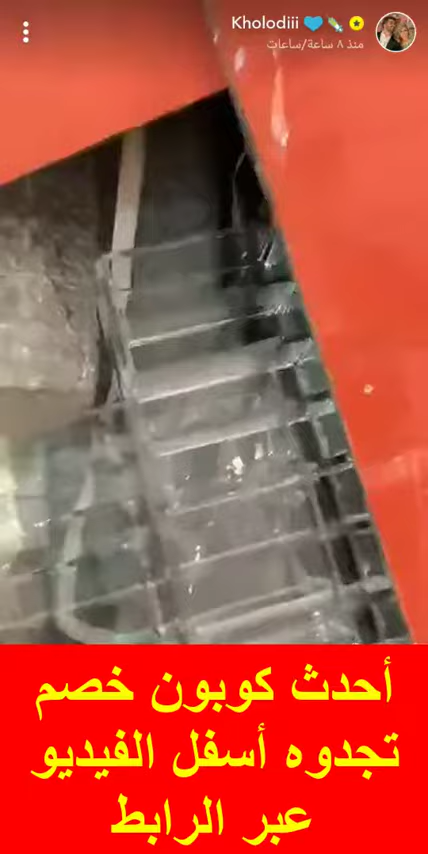 Kholodiii
منذ ٨ ساعة/ساعات
أحدث كوبون خصم
تجدوه أسفل الفيديو
عبر الرابط